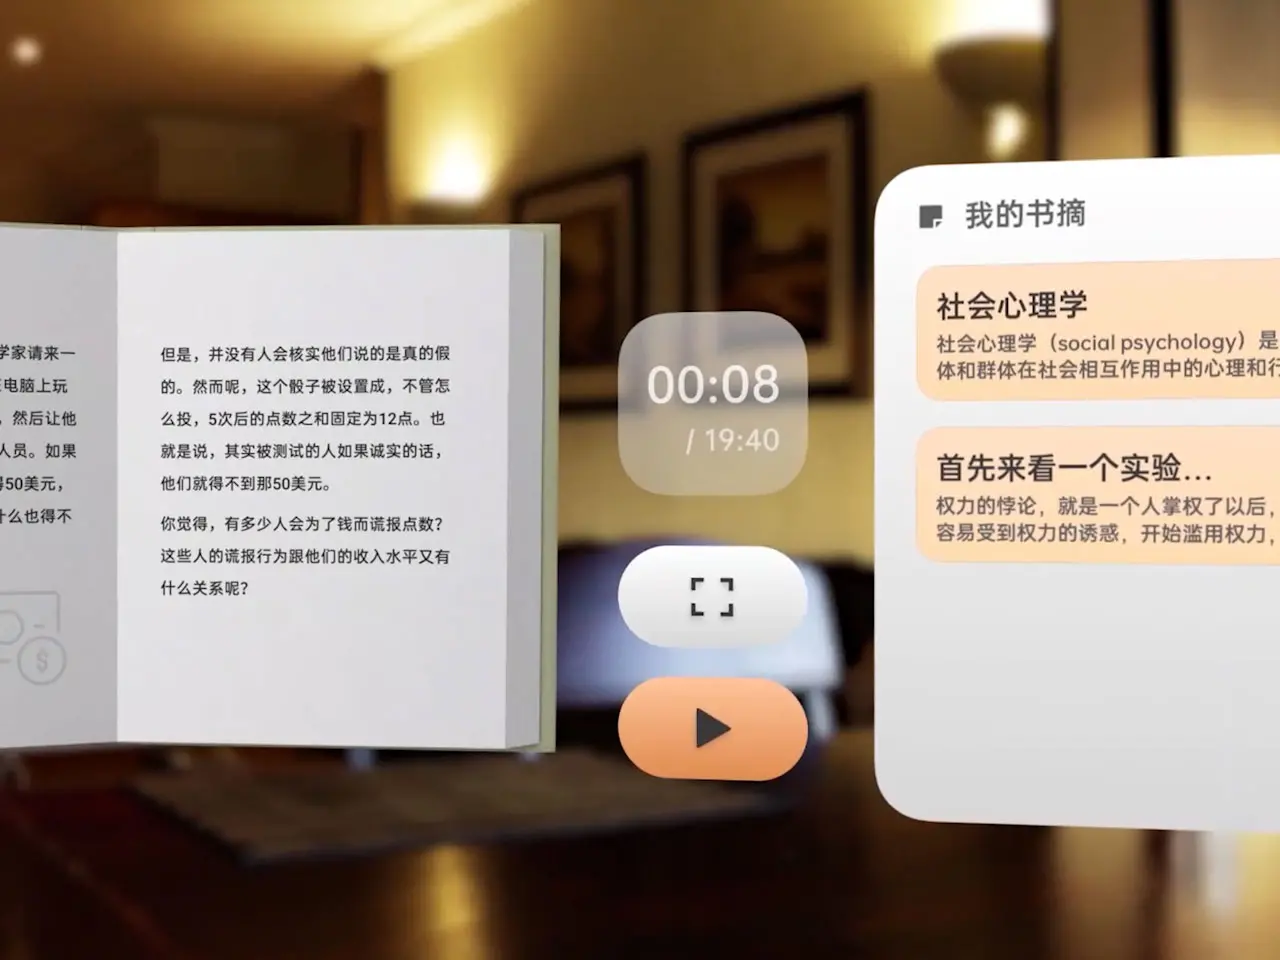 学家请来一
电脑上玩
，然后让他
人员。如果
50美元，
什么也得不
但是，并没有人会核实他们说的是真的假
的。然而呢，这个骰子被设置成，不管怎
么投，5次后的点数之和固定为12点。也
就是说，其实被测试的人如果诚实的话，
他们就得不到那50美元。
你觉得，有多少人会为了钱而谎报点数？
这些人的谎报行为跟他们的收入水平又有
什么关系呢？
$
00:08
/ 19:40
我的书摘
社会心理学
社会心理学（social psychology）是
体和群体在社会相互作用中的心理和行
首先来看一个实验...
权力的悖论，就是一个人掌权了以后，
容易受到权力的诱惑，开始滥用权力，